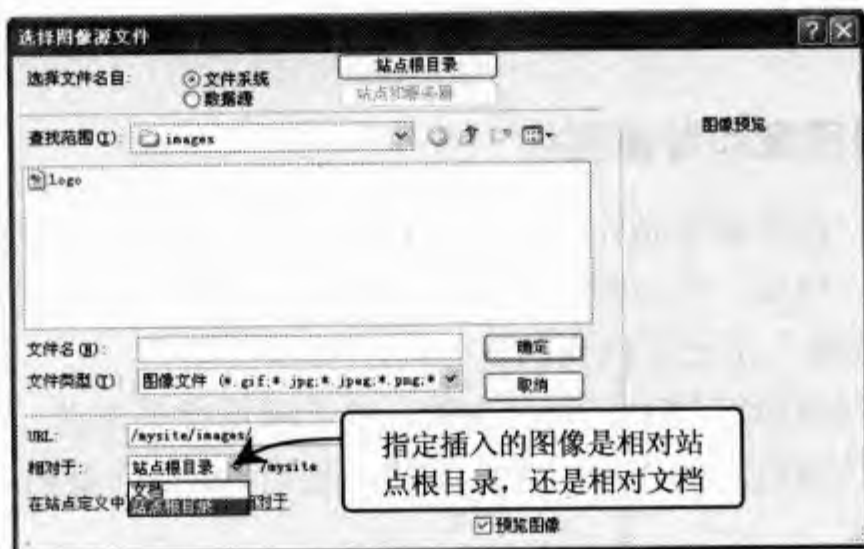 选择图像源文件
选择文件名自: 文件系统 站点根目录
数据源
查找范围(I): images
图像预览
logo
文件名(N): 确定
文件类型(T): 图像文件 (*.gif;*.jpg;*.jpeg;*.png;* 取消
URL: /mysite/images/
相对于: 站点根目录 /mysite
文档
站点根目录
在站点定义中
对于
指定插入的图像是相对站
点根目录，还是相对文档
预览图像